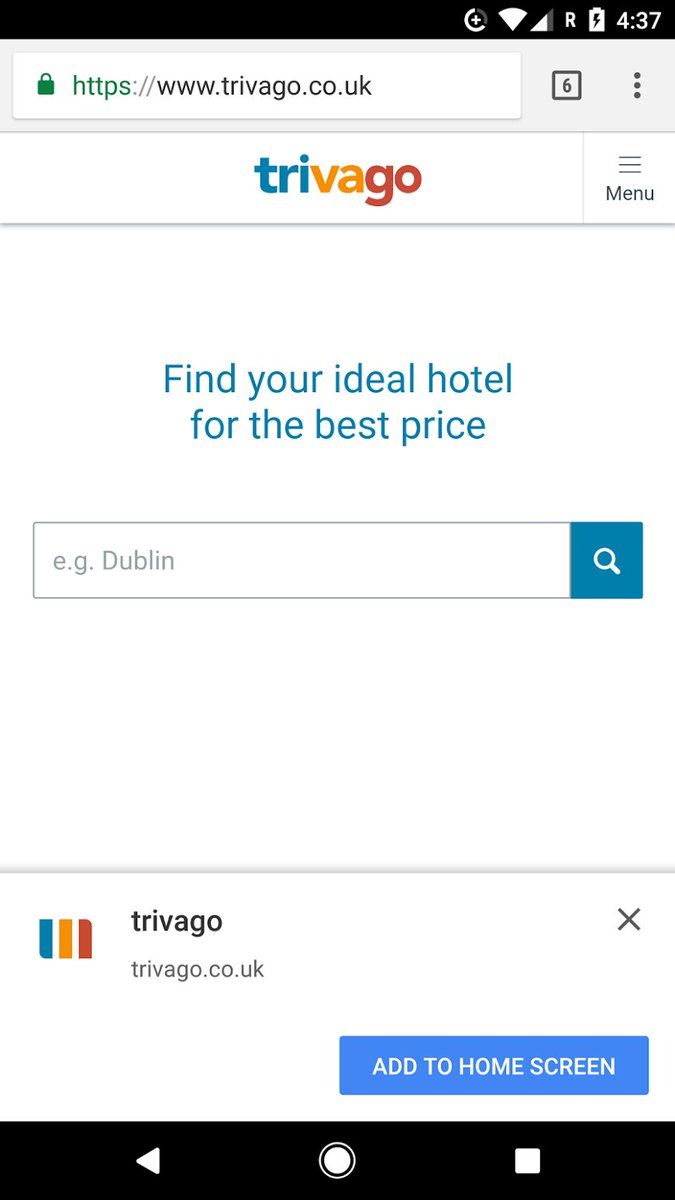 R 4:37
https://www.trivago.co.uk
6
trivago
Menu
Find your ideal hotel
for the best price
e.g. Dublin
trivago
trivago.co.uk
ADD TO HOME SCREEN